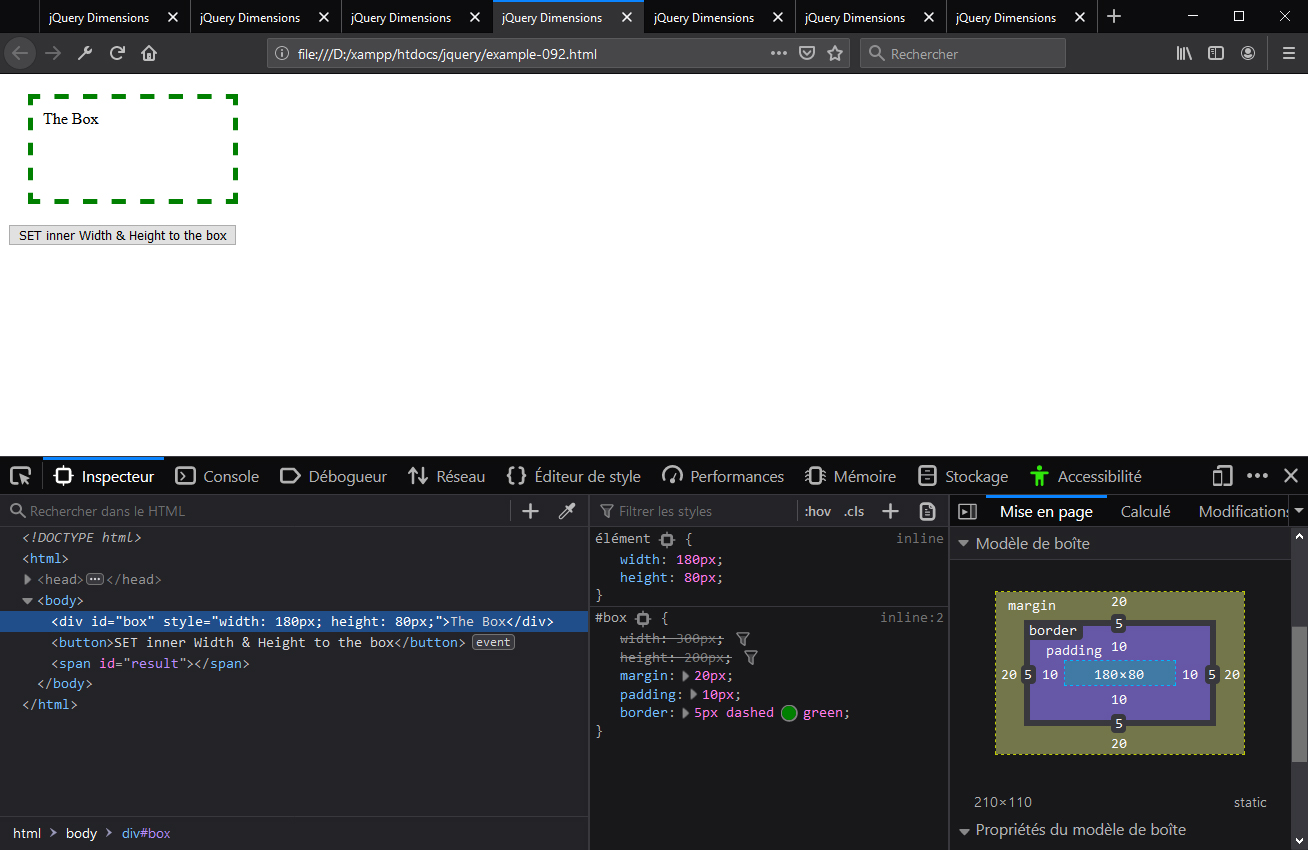 jQuery Dimensions jQuery Dimensions jQuery Dimensions jQuery Dimensions jQuery Dimensions jQuery Dimensions jQuery Dimensions
file:///D:/xampp/htdocs/jquery/example-092.html Rechercher
The Box
SET inner Width & Height to the box
Inspecteur Console Débogueur Réseau Éditeur de style Performances Mémoire Stockage Accessibilité
Rechercher dans le HTML
<!DOCTYPE html>
<html>
<head></head>
<body>
<div id="box" style="width: 180px; height: 80px;">The Box</div>
<button>SET inner Width & Height to the box</button> event
<span id="result"></span>
</body>
</html>
html body div#box
Filtrer les styles :hov .cls
élément { inline
width: 180px;
height: 80px;
}
#box { inline:2
width: 300px;
height: 200px;
margin: 20px;
padding: 10px;
border: 5px dashed green;
}
Mise en page Calculé Modifications
Modèle de boîte
margin 20
5
border
padding 10
20 5 10 180×80 10 5 20
10
5
20
210×110 static
Propriétés du modèle de boîte